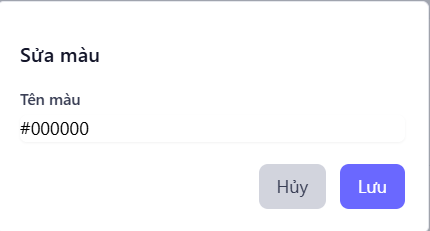 Sửa màu
Tên màu
#000000
Hủy
Lưu